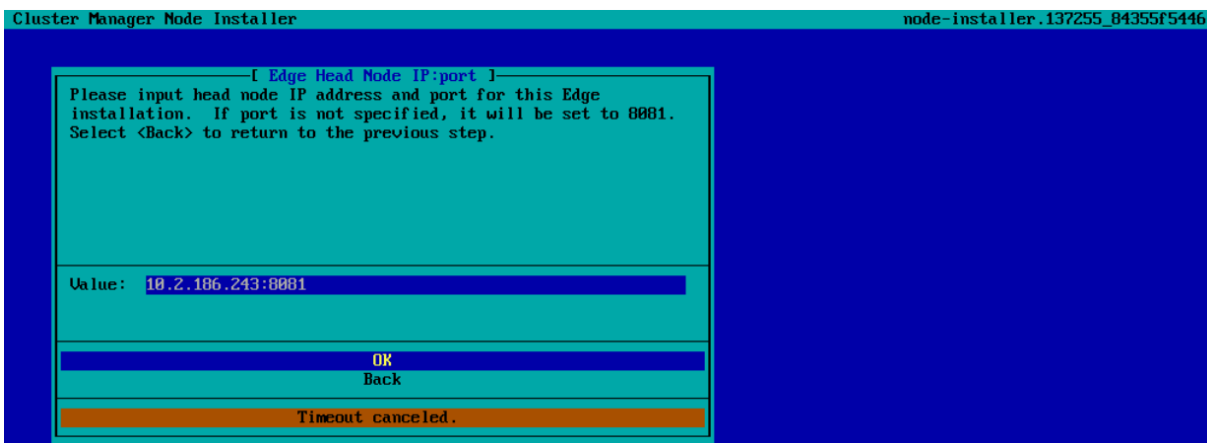 Cluster Manager Node Installer node-installer.137255_84355f5446
[ Edge Head Node IP:port ]
Please input head node IP address and port for this Edge
installation. If port is not specified, it will be set to 8081.
Select <Back> to return to the previous step.
Value: 10.2.186.243:8081
OK
Back
Timeout canceled.